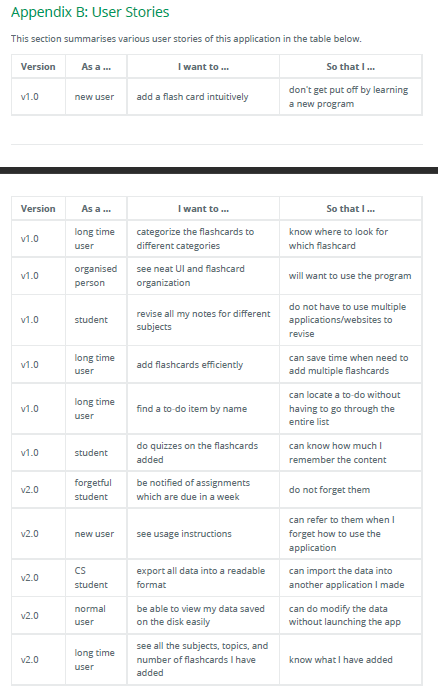 Appendix B: User Stories
This section summarises various user stories of this application in the table below.
Version As a ... I want to ... So that I ...
v1.0 new user add a flash card intuitively don't get put off by learning
a new program
Version As a ... I want to ... So that I ...
v1.0 long time
user categorize the flashcards to
different categories know where to look for
which flashcard
v1.0 organised
person see neat UI and flashcard
organization will want to use the program
v1.0 student revise all my notes for different
subjects do not have to use multiple
applications/websites to
revise
v1.0 long time
user add flashcards efficiently can save time when need to
add multiple flashcards
v1.0 long time
user find a to-do item by name can locate a to-do without
having to go through the
entire list
v1.0 student do quizzes on the flashcards
added can know how much I
remember the content
v2.0 forgetful
student be notified of assignments
which are due in a week do not forget them
v2.0 new user see usage instructions can refer to them when I
forget how to use the
application
v2.0 CS
student export all data into a readable
format can import the data into
another application I made
v2.0 normal
user be able to view my data saved
on the disk easily can do modify the data
without launching the app
v2.0 long time
user see all the subjects, topics, and
number of flashcards I have
added know what I have added